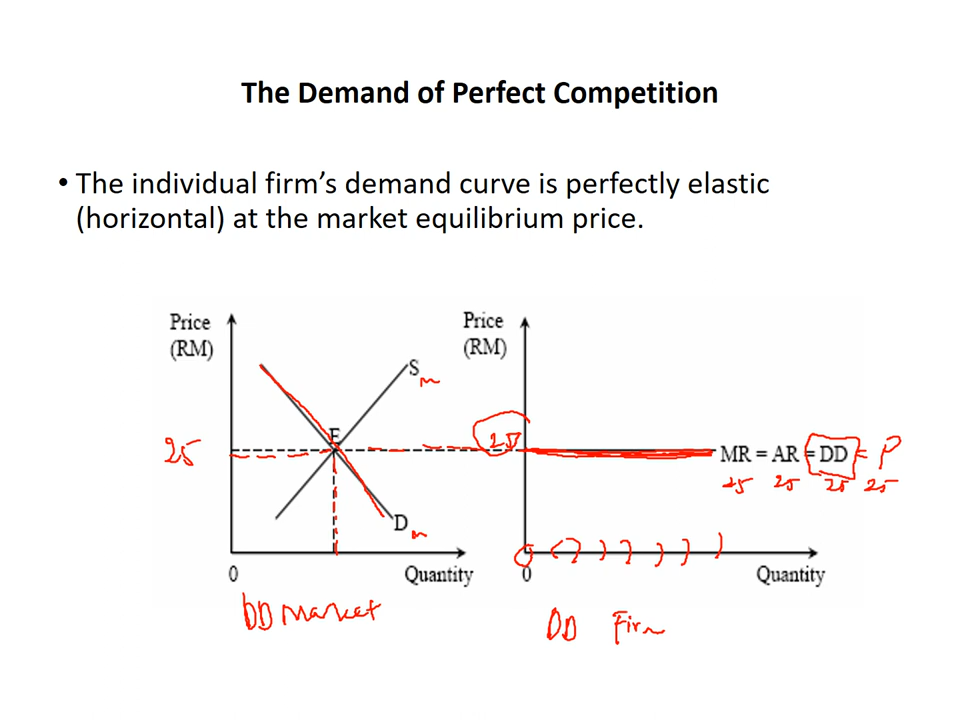 The Demand of Perfect Competition
• The individual firm's demand curve is perfectly elastic
(horizontal) at the market equilibrium price.
Price
(RM)
S m
E
25
D m
0
Quantity
DD Market
Price
(RM)
25
MR = AR = DD = P
25 25 25 25
0
Quantity
DD Firm